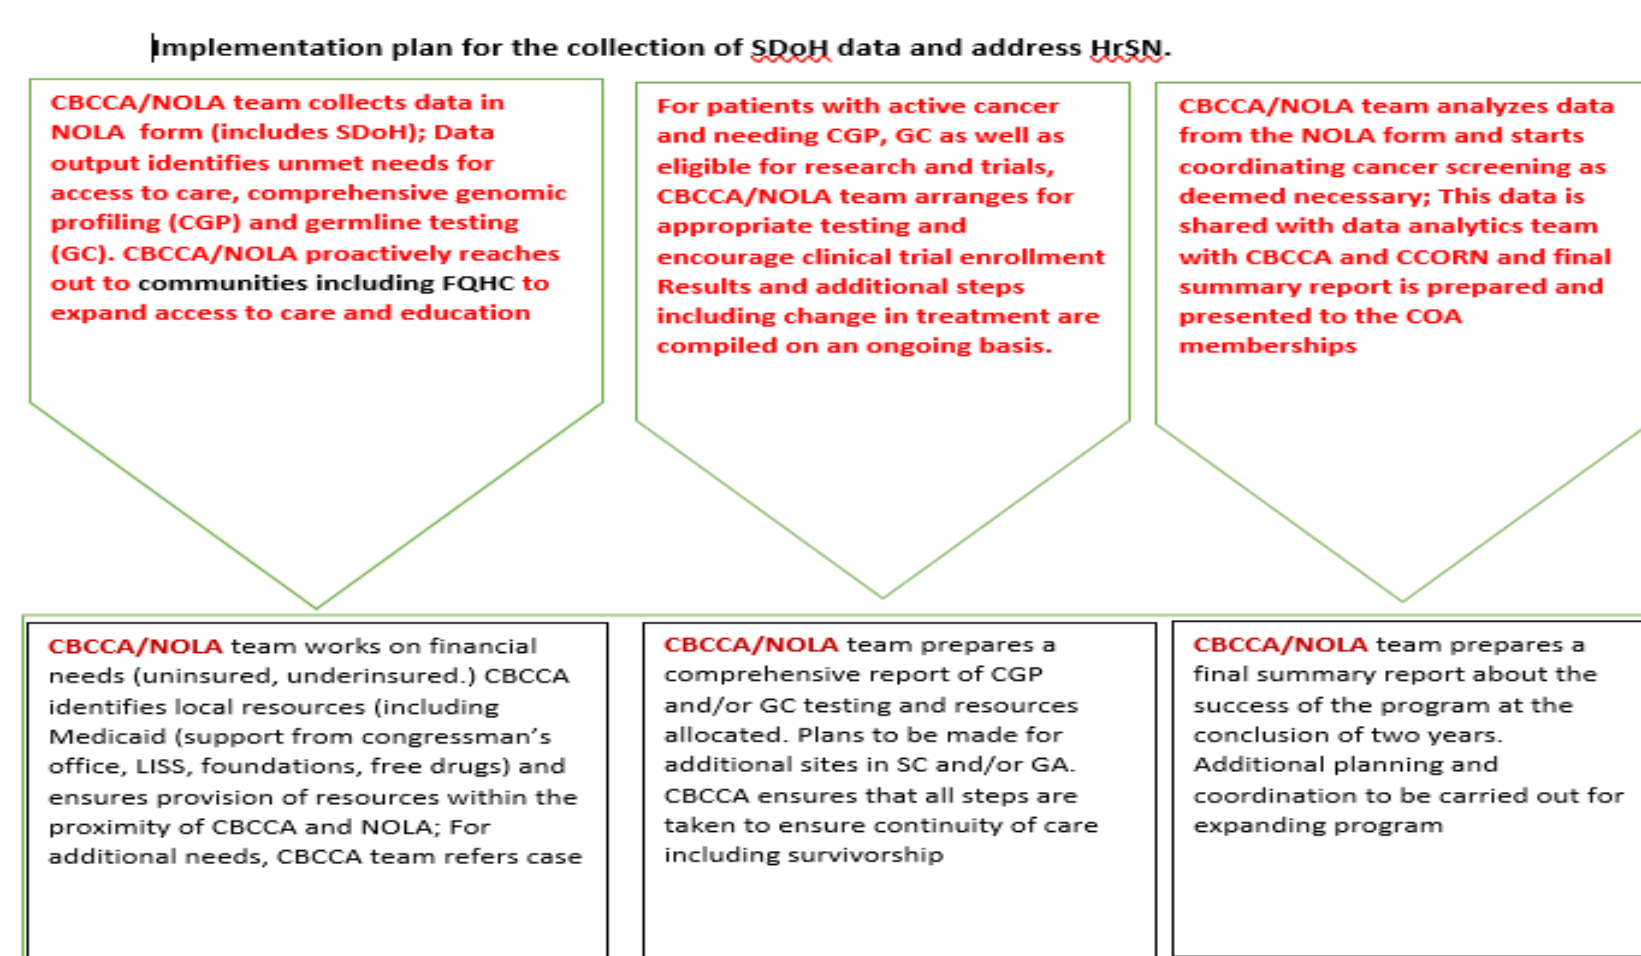 Implementation plan for the collection of SDoH data and address HrSN.
CBCCA/NOLA team collects data in
NOLA form (includes SDoH); Data
output identifies unmet needs for
access to care, comprehensive genomic
profiling (CGP) and germline testing
(GC). CBCCA/NOLA proactively reaches
out to communities including FQHC to
expand access to care and education
For patients with active cancer
and needing CGP, GC as well as
eligible for research and trials,
CBCCA/NOLA team arranges for
appropriate testing and
encourage clinical trial enrollment
Results and additional steps
including change in treatment are
compiled on an ongoing basis.
CBCCA/NOLA team analyzes data
from the NOLA form and starts
coordinating cancer screening as
deemed necessary; This data is
shared with data analytics team
with CBCCA and CCORN and final
summary report is prepared and
presented to the COA
memberships
CBCCA/NOLA team works on financial
needs (uninsured, underinsured.) CBCCA
identifies local resources (including
Medicaid (support from congressman's
office, LISS, foundations, free drugs) and
ensures provision of resources within the
proximity of CBCCA and NOLA; For
additional needs, CBCCA team refers case
CBCCA/NOLA team prepares a
comprehensive report of CGP
and/or GC testing and resources
allocated. Plans to be made for
additional sites in SC and/or GA.
CBCCA ensures that all steps are
taken to ensure continuity of care
including survivorship
CBCCA/NOLA team prepares a
final summary report about the
success of the program at the
conclusion of two years.
Additional planning and
coordination to be carried out for
expanding program